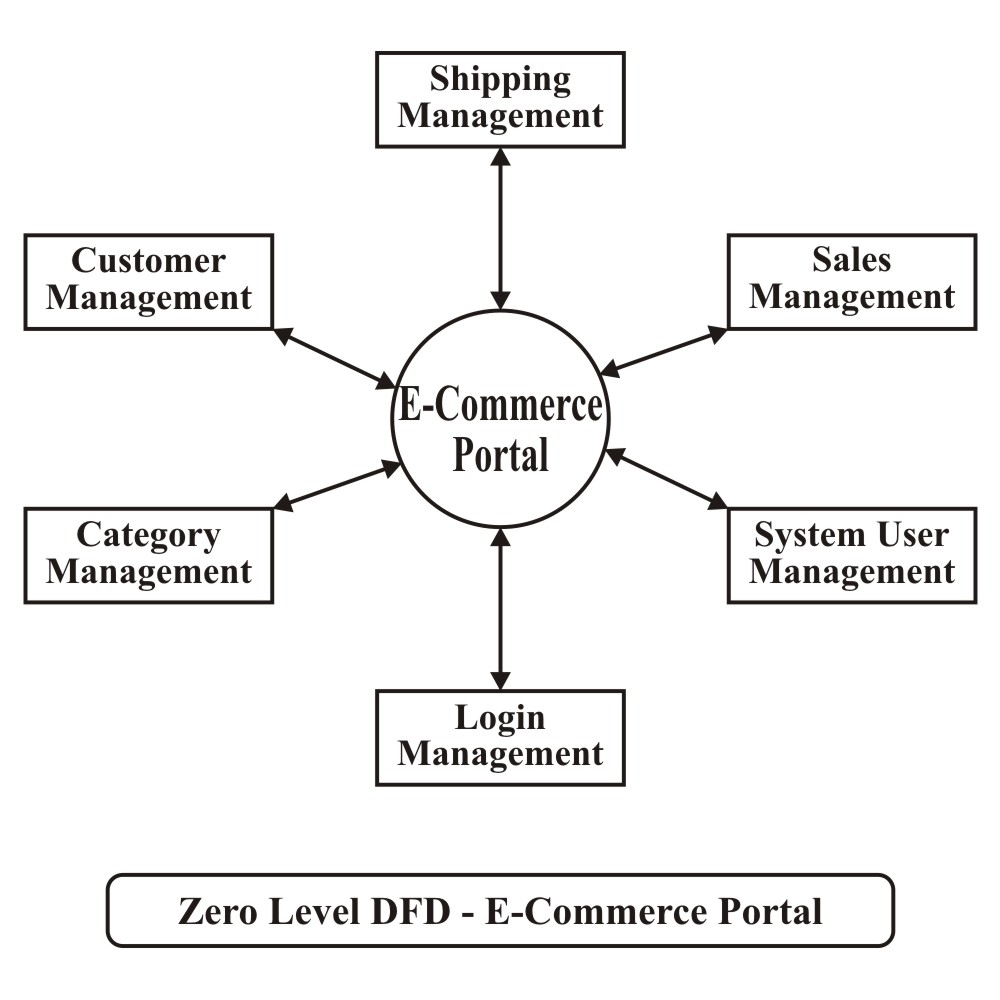 Shipping
Management
Customer
Management
Sales
Management
E-Commerce
Portal
Category
Management
System User
Management
Login
Management
Zero Level DFD - E-Commerce Portal